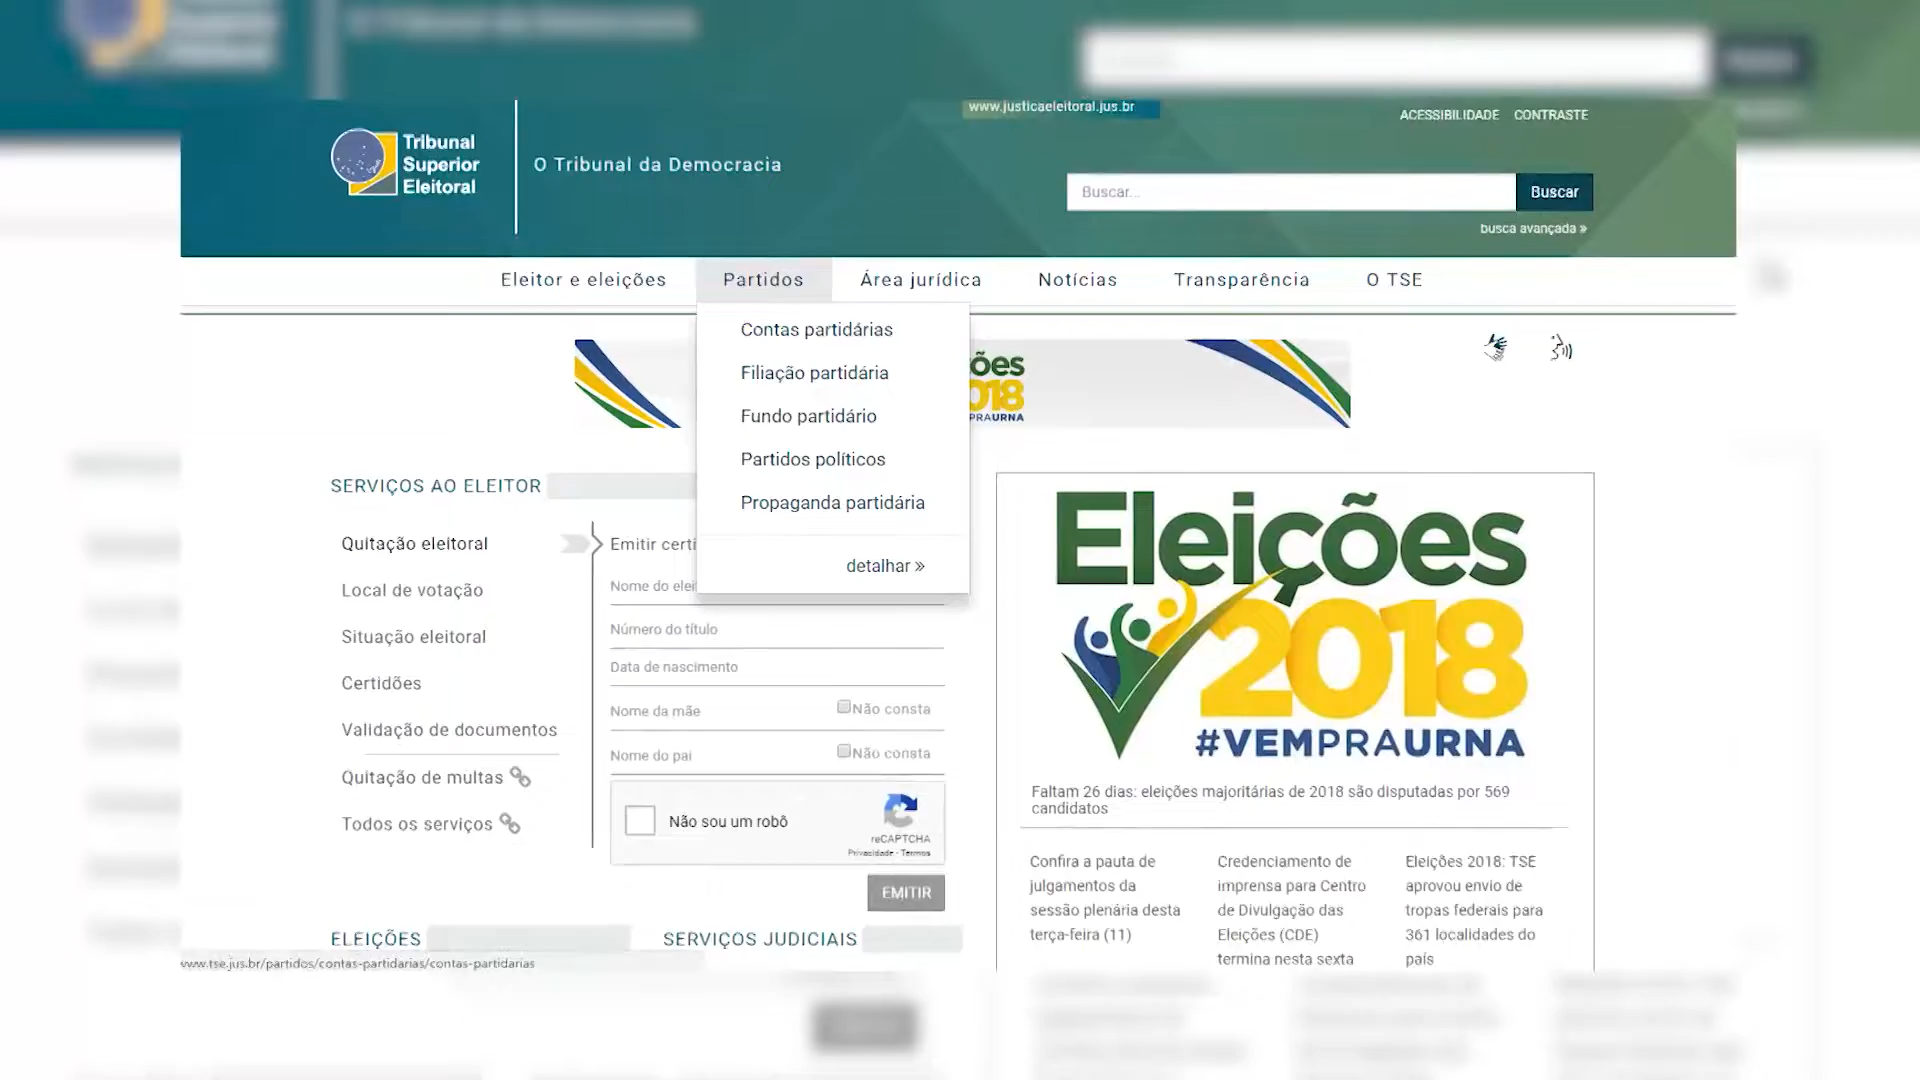 www.justicaeleitoral.jus.br
ACESSIBILIDADE CONTRASTE
Tribunal
Superior
Eleitoral
O Tribunal da Democracia
Buscar...
Buscar
busca avançada »
Eleitor e eleições
Partidos
Área jurídica
Notícias
Transparência
O TSE
Contas partidárias
Filiação partidária
Fundo partidário
Partidos políticos
Propaganda partidária
detalhar »
ões
2018
PRAURNA
SERVIÇOS AO ELEITOR
Quitação eleitoral
Local de votação
Situação eleitoral
Certidões
Validação de documentos
Quitação de multas
Todos os serviços
Emitir certi
Nome do elei
Número do título
Data de nascimento
Nome da mãe
Não consta
Nome do pai
Não consta
Não sou um robô
reCAPTCHA
Privacidade - Termos
EMITIR
Eleições
2018
#VEMPRAURNA
Faltam 26 dias: eleições majoritárias de 2018 são disputadas por 569
candidatos
Confira a pauta de
julgamentos da
sessão plenária desta
terça-feira (11)
Credenciamento de
imprensa para Centro
de Divulgação das
Eleições (CDE)
termina nesta sexta
Eleições 2018: TSE
aprovou envio de
tropas federais para
361 localidades do
país
ELEIÇÕES
SERVIÇOS JUDICIAIS
www.tse.jus.br/partidos/contas-partidarias/contas-partidarias